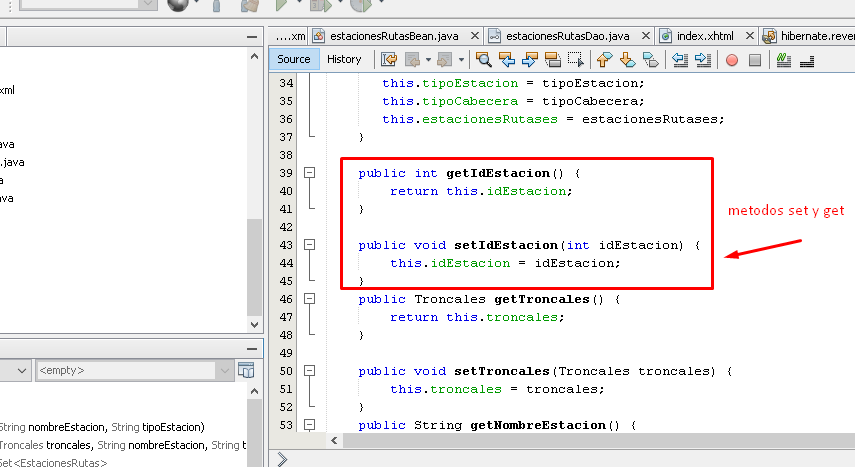 ....xm
estacionesRutasBean.java
estacionesRutasDao.java
index.xhtml
hibernate.rever
Source
History
xml
ava
.java
a
va
34 this.tipoEstacion = tipoEstacion;
35 this.tipoCabecera = tipoCabecera;
36 this.estacionesRutases = estacionesRutases;
37 }
38
39 public int getIdEstacion() {
40 return this.idEstacion;
41 }
42
43 public void setIdEstacion(int idEstacion) {
44 this.idEstacion = idEstacion;
45 }
46 public Troncales getTroncales() {
47 return this.troncales;
48 }
49
50 public void setTroncales(Troncales troncales) {
51 this.troncales = troncales;
52 }
53 public String getNombreEstacion() {
metodos set y get
<empty>
String nombreEstacion, String tipoEstacion)
Troncales troncales, String nombreEstacion, String t
Set<EstacionesRutas>